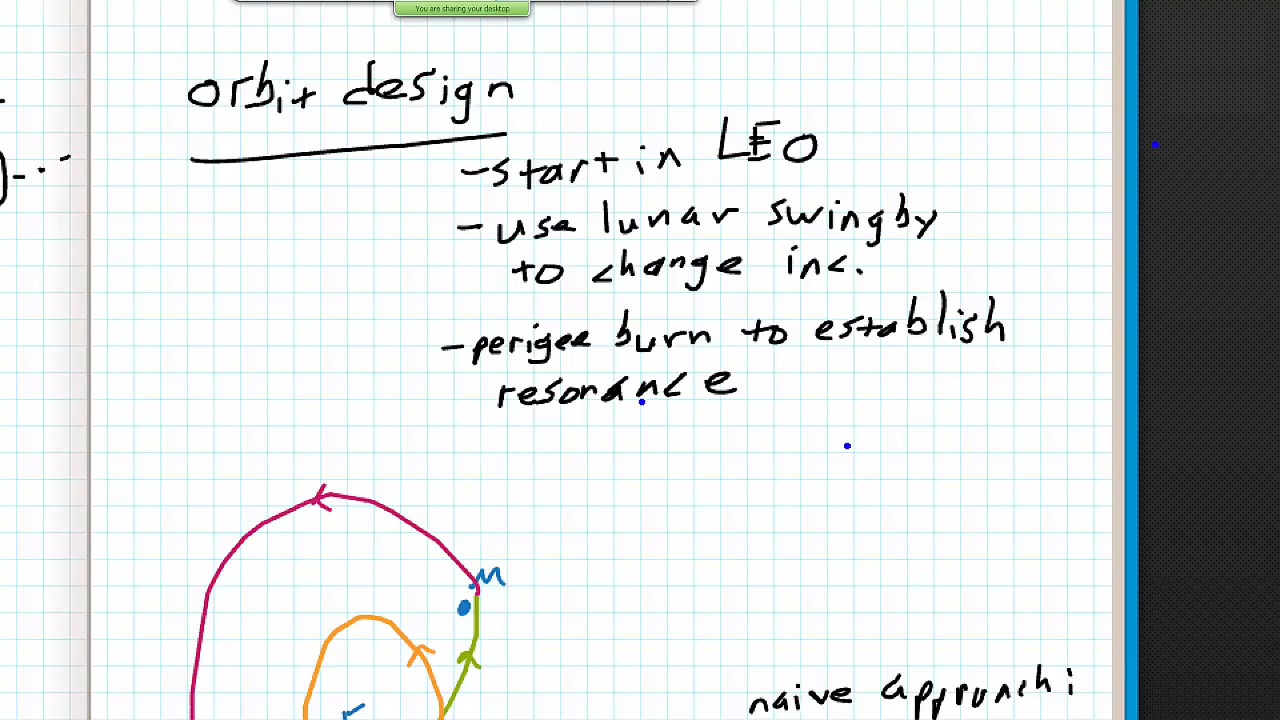 You are sharing your desktop
orbit design
-start in LEO
-use lunar swingby
to change inc.
-perigee burn to establish
resonance
M
naive approach: